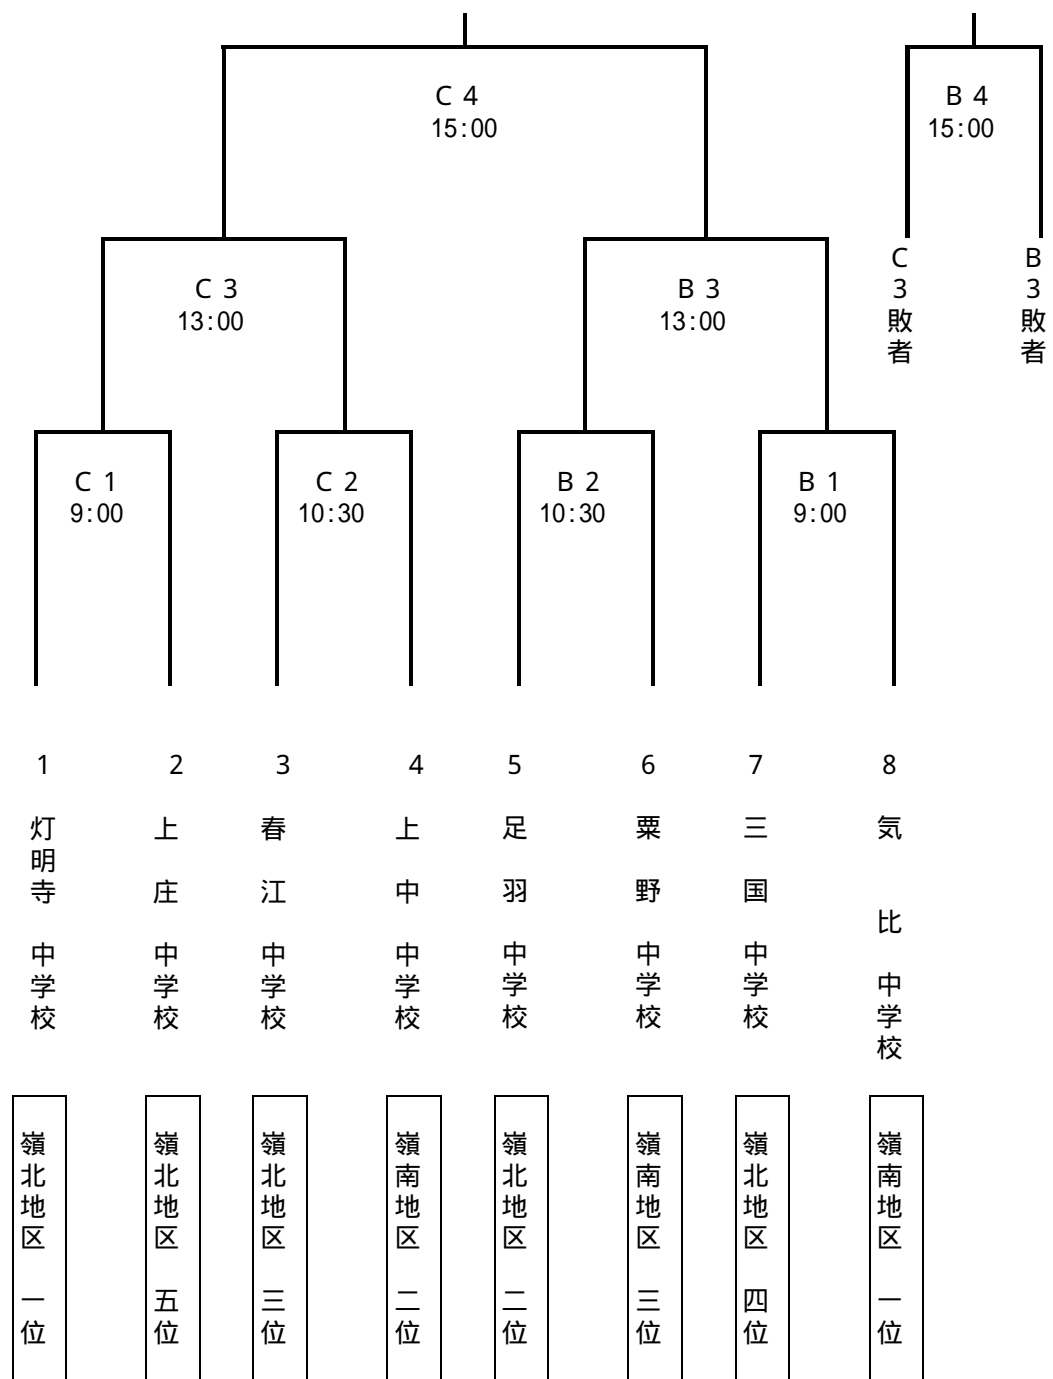 C 4
15:00
B 4
15:00
C 3
13:00
B 3
13:00
C3敗者
B3敗者
C 1
9:00
C 2
10:30
B 2
10:30
B 1
9:00
1
2
3
4
5
6
7
8
灯明寺 中学校
上 庄 中学校
春 江 中学校
上 中 中学校
足 羽 中学校
粟 野 中学校
三 国 中学校
気 比 中学校
嶺北地区 一位
嶺北地区 五位
嶺北地区 三位
嶺南地区 二位
嶺北地区 二位
嶺南地区 三位
嶺北地区 四位
嶺南地区 一位